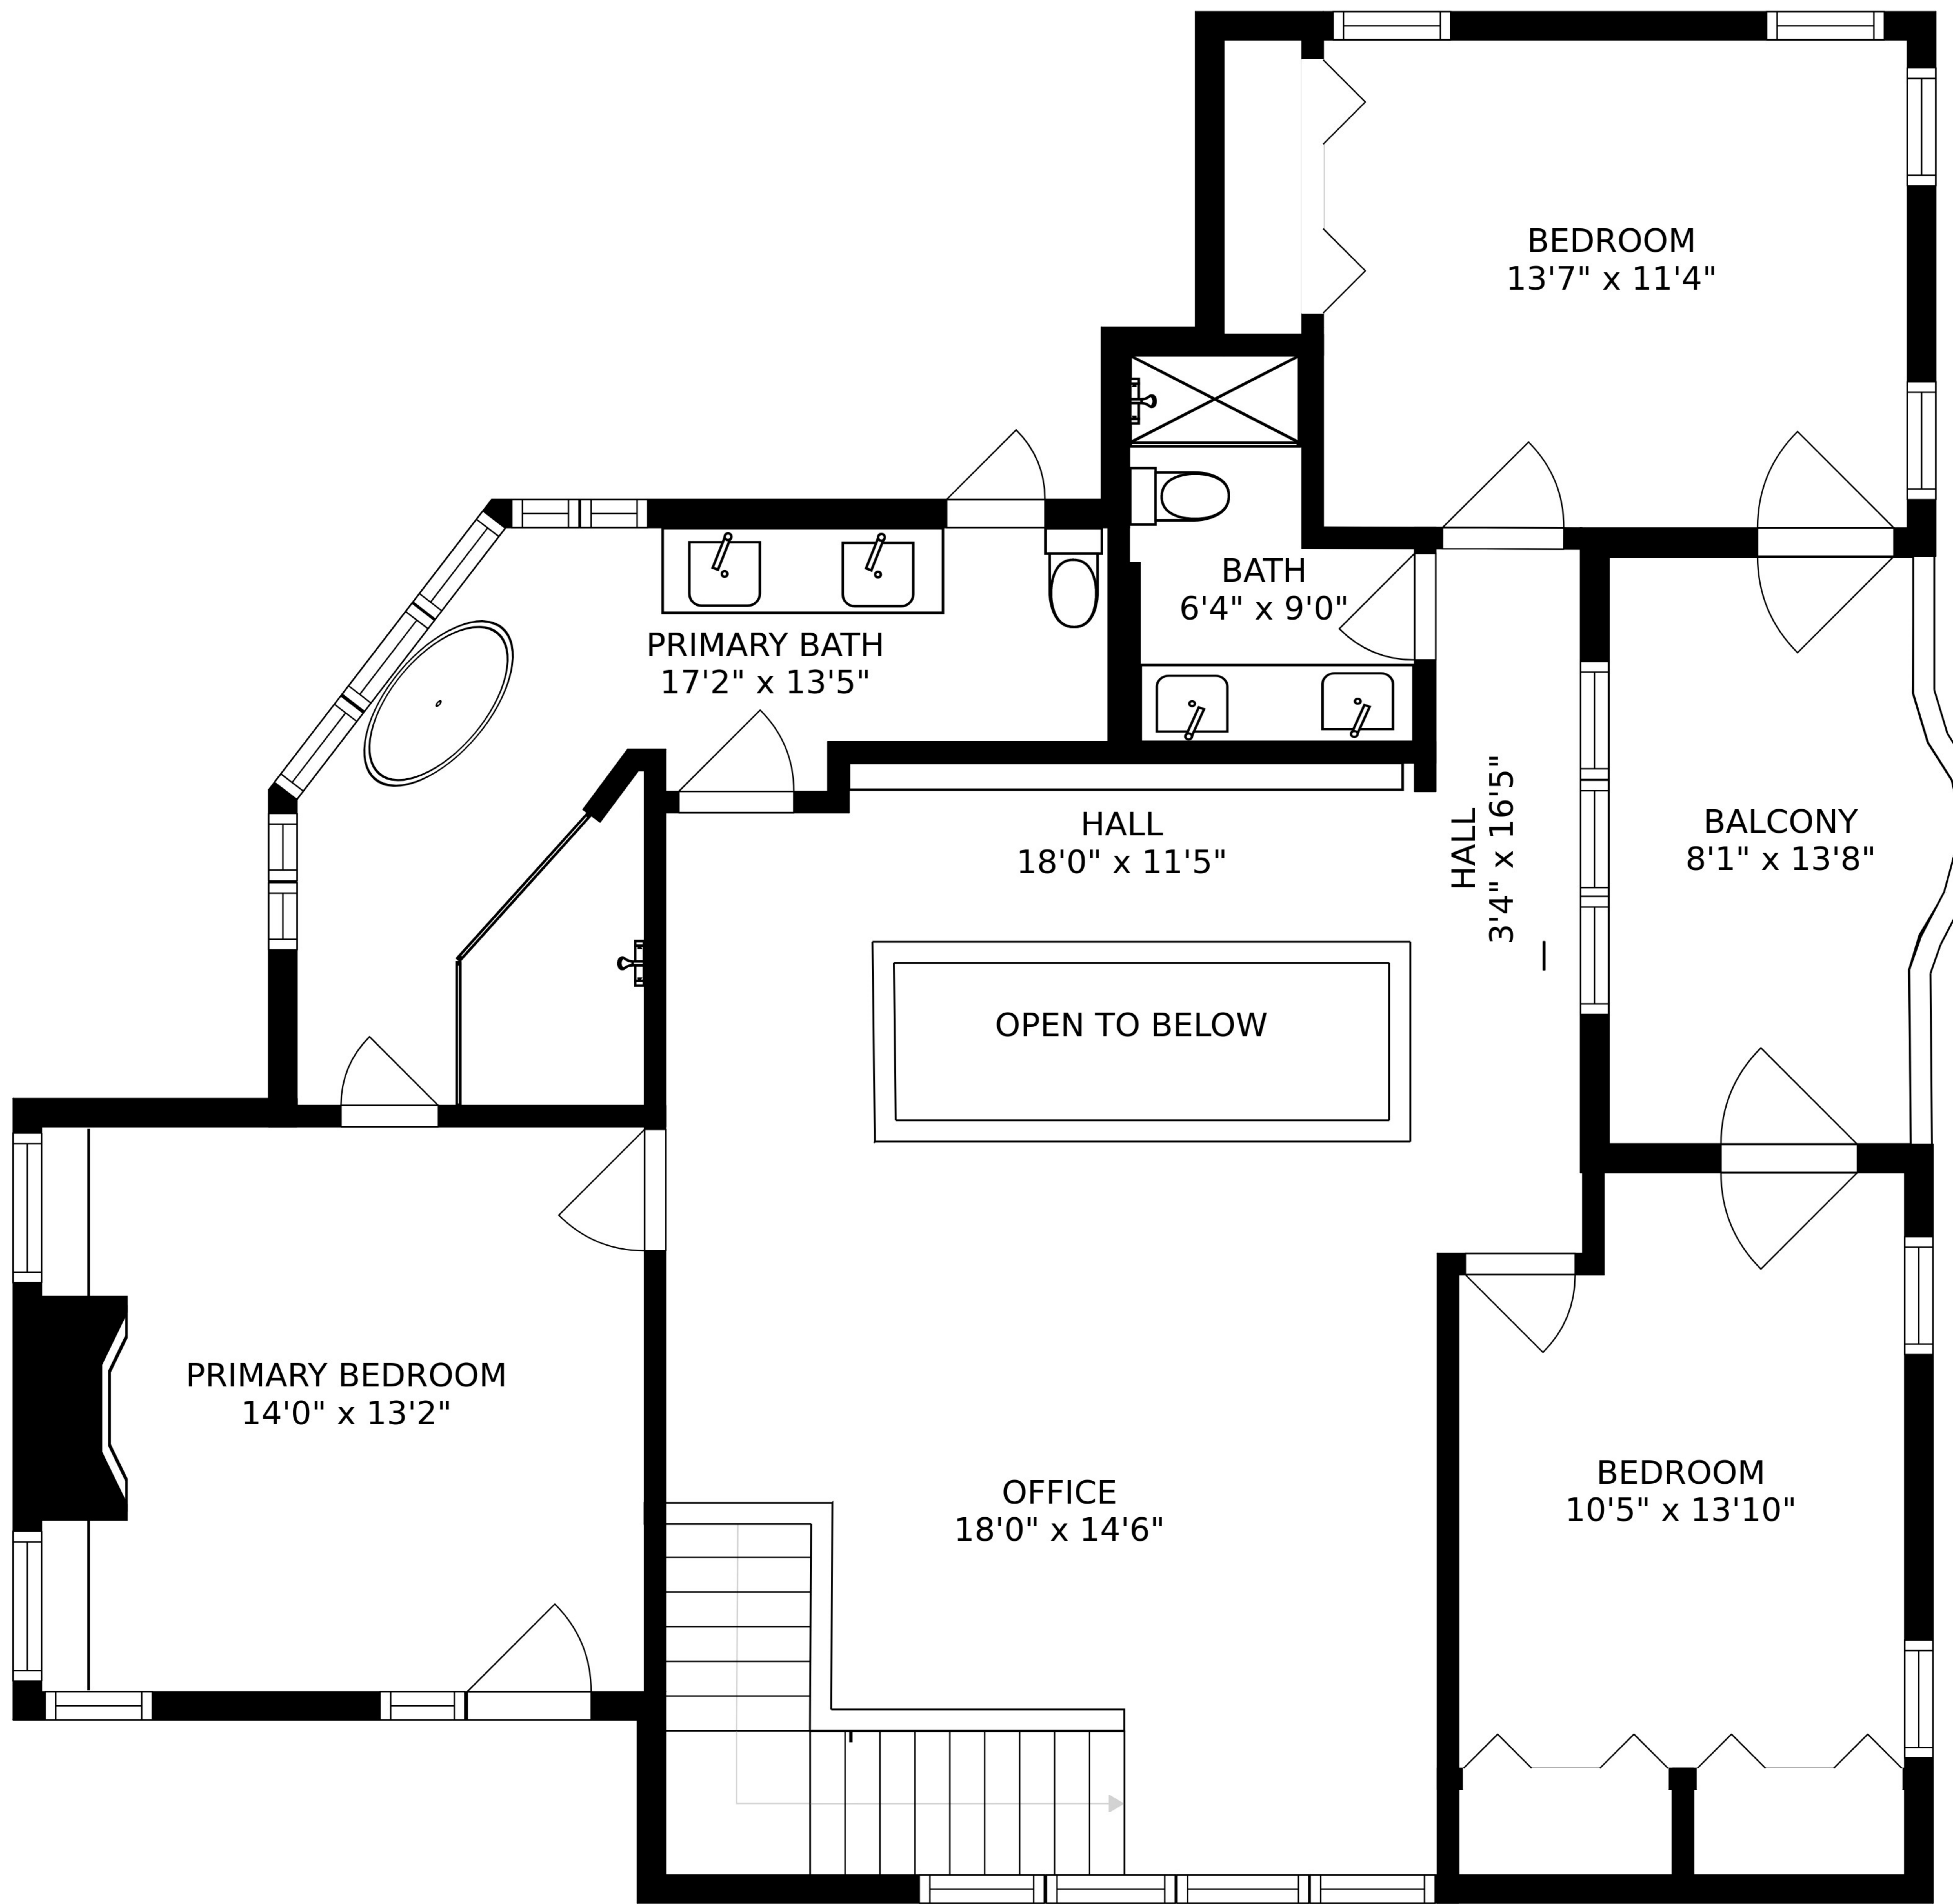 BEDROOM
13'7" x 11'4"
BATH
6'4" x 9'0"
PRIMARY BATH
17'2" x 13'5"
HALL
18'0" x 11'5"
HALL
3'4" x 16'5"
BALCONY
8'1" x 13'8"
OPEN TO BELOW
PRIMARY BEDROOM
14'0" x 13'2"
OFFICE
18'0" x 14'6"
BEDROOM
10'5" x 13'10"